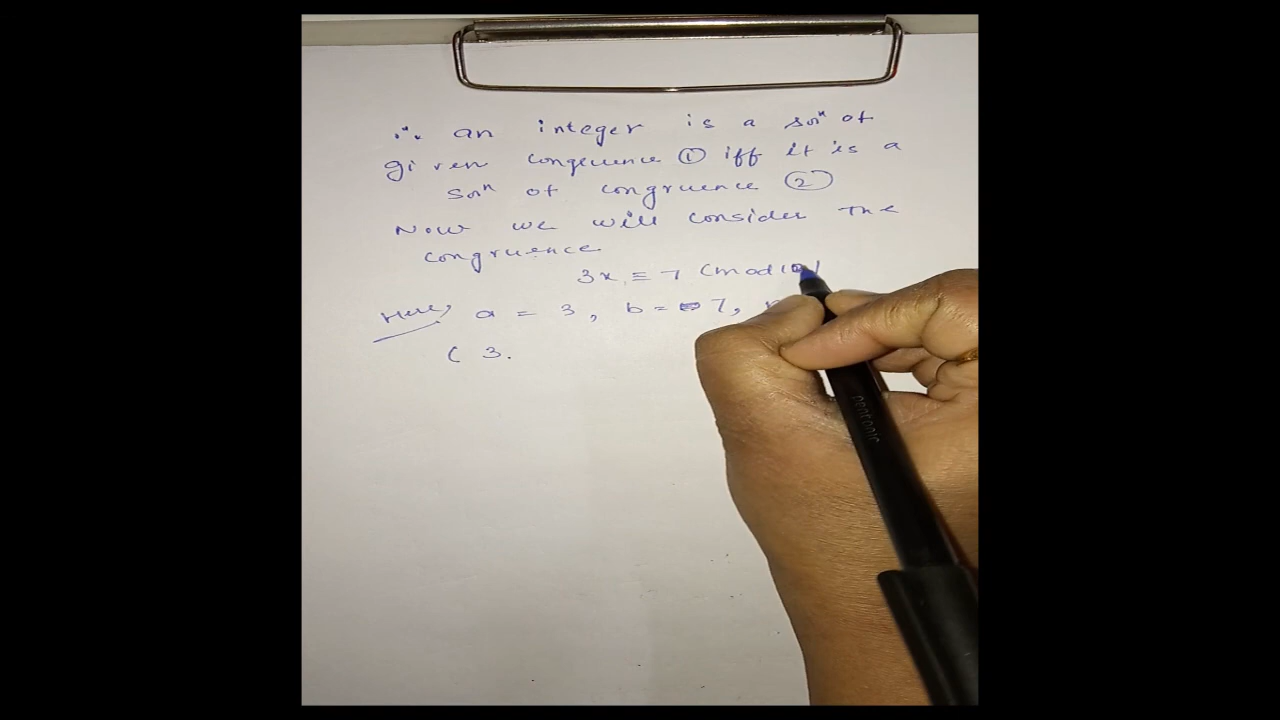 ∴ an integer is a solⁿ of
given congruence ① iff it is a
solⁿ of congruence ②
Now we will consider the
congruence
3x ≡ 7 (mod
Here, a = 3, b = 7,
( 3.
pentonic